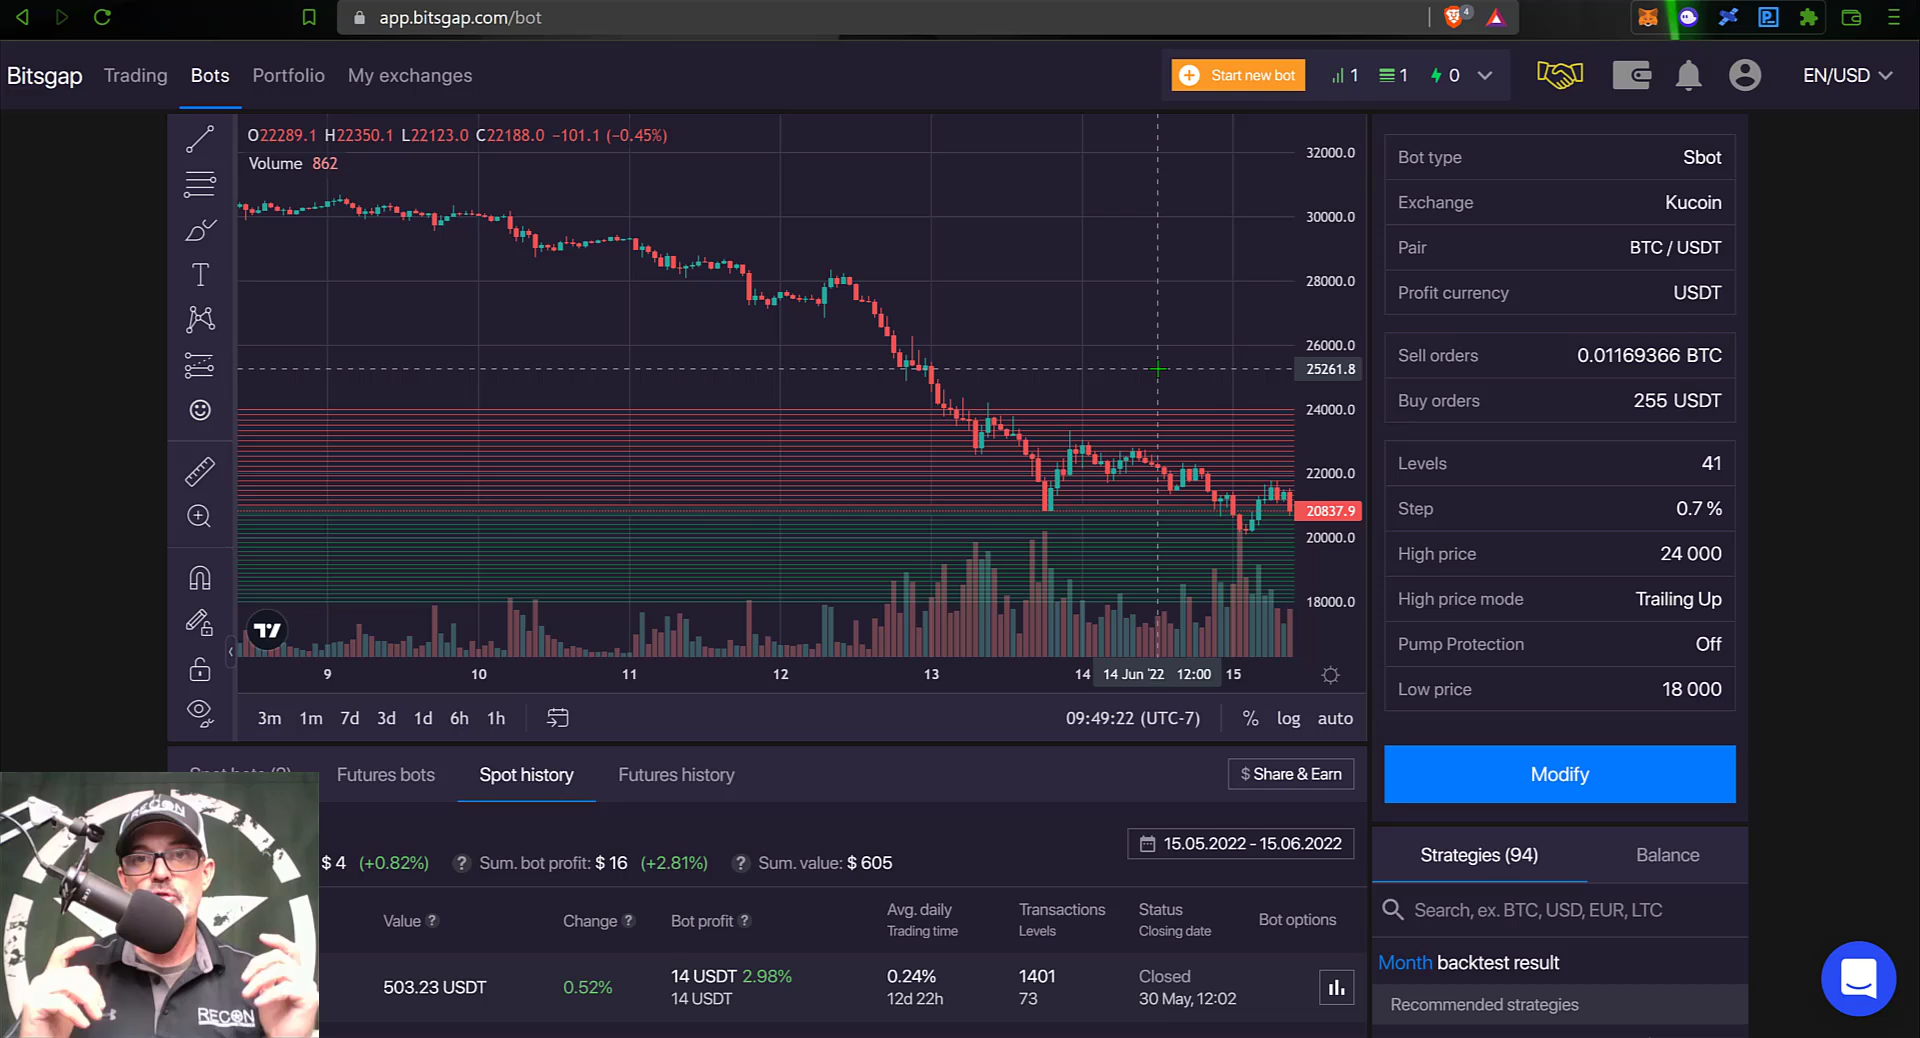 app.bitsgap.com/bot
4
Bitsgap Trading Bots Portfolio My exchanges
Start new bot 1 1 0 EN/USD
O22289.1 H22350.1 L22123.0 C22188.0 −101.1 (−0.45%)
Volume 862
32000.0
30000.0
28000.0
26000.0
25261.8
24000.0
22000.0
20837.9
20000.0
18000.0
9 10 11 12 13 14 14 Jun '22 12:00 15
3m 1m 7d 3d 1d 6h 1h
09:49:22 (UTC-7) % log auto
Bot type Sbot
Exchange Kucoin
Pair BTC / USDT
Profit currency USDT
Sell orders 0.01169366 BTC
Buy orders 255 USDT
Levels 41
Step 0.7 %
High price 24 000
High price mode Trailing Up
Pump Protection Off
Low price 18 000
Modify
Futures bots Spot history Futures history
$ Share & Earn
15.05.2022 - 15.06.2022
$ 4 (+0.82%) ? Sum. bot profit: $ 16 (+2.81%) ? Sum. value: $ 605
Value ? Change ? Bot profit ? Avg. daily Transactions Status Bot options
Trading time Levels Closing date
503.23 USDT 0.52% 14 USDT 2.98% 0.24% 1401 Closed
14 USDT 12d 22h 73 30 May, 12:02
Strategies (94) Balance
Search, ex. BTC, USD, EUR, LTC
Month backtest result
Recommended strategies
RECON
RECON